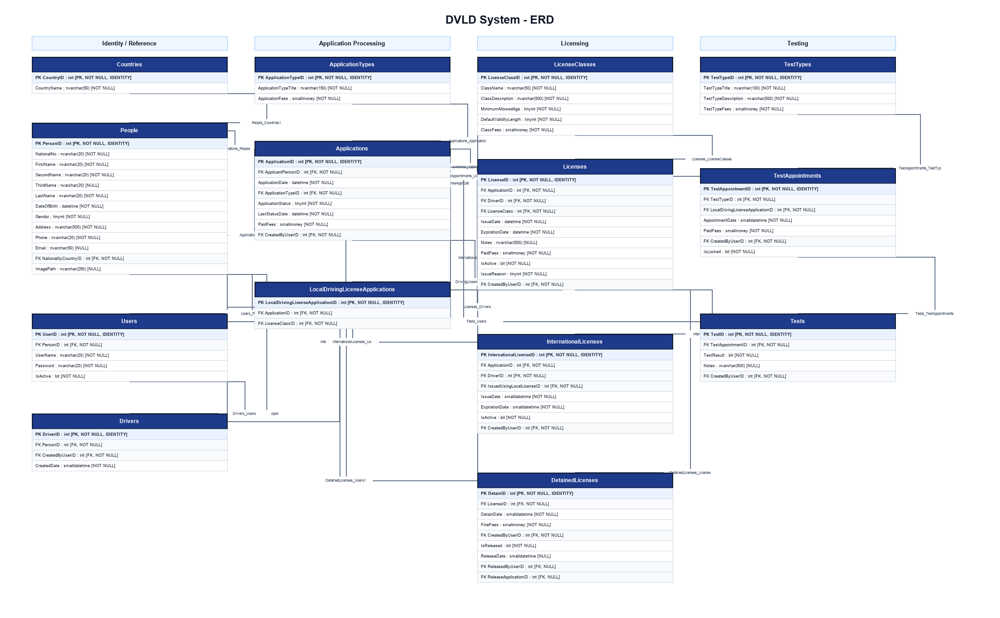 DVLD System - ERD
Identity / Reference
Application Processing
Licensing
Testing
Countries
PK CountryID : int [PK, NOT NULL, IDENTITY]
CountryName : nvarchar(50) [NOT NULL]
People_Countries1
People
PK PersonID : int [PK, NOT NULL, IDENTITY]
NationalNo : nvarchar(20) [NOT NULL]
FirstName : nvarchar(20) [NOT NULL]
SecondName : nvarchar(20) [NOT NULL]
ThirdName : nvarchar(20) [NULL]
LastName : nvarchar(20) [NOT NULL]
DateOfBirth : datetime [NOT NULL]
Gendor : tinyint [NOT NULL]
Address : nvarchar(500) [NOT NULL]
Phone : nvarchar(20) [NOT NULL]
Email : nvarchar(50) [NULL]
FK NationalityCountryID : int [FK, NOT NULL]
ImagePath : nvarchar(250) [NULL]
cations_People
Applicatio
Users_P
Users
PK UserID : int [PK, NOT NULL, IDENTITY]
FK PersonID : int [FK, NOT NULL]
UserName : nvarchar(20) [NOT NULL]
Password : nvarchar(20) [NOT NULL]
IsActive : bit [NOT NULL]
Drivers_Users
ople
Drivers
PK DriverID : int [PK, NOT NULL, IDENTITY]
FK PersonID : int [FK, NOT NULL]
FK CreatedByUserID : int [FK, NOT NULL]
CreatedDate : smalldatetime [NOT NULL]
ApplicationTypes
PK ApplicationTypeID : int [PK, NOT NULL, IDENTITY]
ApplicationTypeTitle : nvarchar(150) [NOT NULL]
ApplicationFees : smallmoney [NOT NULL]
Applications_Application
Applications
PK ApplicationID : int [PK, NOT NULL, IDENTITY]
FK ApplicantPersonID : int [FK, NOT NULL]
ApplicationDate : datetime [NOT NULL]
FK ApplicationTypeID : int [FK, NOT NULL]
ApplicationStatus : tinyint [NOT NULL]
LastStatusDate : datetime [NOT NULL]
PaidFees : smallmoney [NOT NULL]
FK CreatedByUserID : int [FK, NOT NULL]
Licenses_Applic
Appointments_Us
nseApplicati
International
DrivingLicsens
LocalDrivingLicenseApplications
PK LocalDrivingLicenseApplicationID : int [PK, NOT NULL, IDENTITY]
FK ApplicationID : int [FK, NOT NULL]
FK LicenseClassID : int [FK, NOT NULL]
Licenses_Drivers
Tests_Users
Inte
InternationalLicenses_Us
DetainedLicenses_Users1
LicenseClasses
PK LicenseClassID : int [PK, NOT NULL, IDENTITY]
ClassName : nvarchar(50) [NOT NULL]
ClassDescription : nvarchar(500) [NOT NULL]
MinimumAllowedAge : tinyint [NOT NULL]
DefaultValidityLength : tinyint [NOT NULL]
ClassFees : smallmoney [NOT NULL]
Licenses_LicenseClasses
Licenses
PK LicenseID : int [PK, NOT NULL, IDENTITY]
FK ApplicationID : int [FK, NOT NULL]
FK DriverID : int [FK, NOT NULL]
FK LicenseClass : int [FK, NOT NULL]
IssueDate : datetime [NOT NULL]
ExpirationDate : datetime [NOT NULL]
Notes : nvarchar(500) [NULL]
PaidFees : smallmoney [NOT NULL]
IsActive : bit [NOT NULL]
IssueReason : tinyint [NOT NULL]
FK CreatedByUserID : int [FK, NOT NULL]
Inter
InternationalLicenses
PK InternationalLicenseID : int [PK, NOT NULL, IDENTITY]
FK ApplicationID : int [FK, NOT NULL]
FK DriverID : int [FK, NOT NULL]
FK IssuedUsingLocalLicenseID : int [FK, NOT NULL]
IssueDate : smalldatetime [NOT NULL]
ExpirationDate : smalldatetime [NOT NULL]
IsActive : bit [NOT NULL]
FK CreatedByUserID : int [FK, NOT NULL]
DetainedLicenses_License
DetainedLicenses
PK DetainID : int [PK, NOT NULL, IDENTITY]
FK LicenseID : int [FK, NOT NULL]
DetainDate : smalldatetime [NOT NULL]
FineFees : smallmoney [NOT NULL]
FK CreatedByUserID : int [FK, NOT NULL]
IsReleased : bit [NOT NULL]
ReleaseDate : smalldatetime [NULL]
FK ReleasedByUserID : int [FK, NULL]
FK ReleaseApplicationID : int [FK, NULL]
TestTypes
PK TestTypeID : int [PK, NOT NULL, IDENTITY]
TestTypeTitle : nvarchar(100) [NOT NULL]
TestTypeDescription : nvarchar(500) [NOT NULL]
TestTypeFees : smallmoney [NOT NULL]
TestAppointments_TestTyp
TestAppointments
PK TestAppointmentID : int [PK, NOT NULL, IDENTITY]
FK TestTypeID : int [FK, NOT NULL]
FK LocalDrivingLicenseApplicationID : int [FK, NOT NULL]
AppointmentDate : smalldatetime [NOT NULL]
PaidFees : smallmoney [NOT NULL]
FK CreatedByUserID : int [FK, NOT NULL]
IsLocked : bit [NOT NULL]
Tests_TestAppointments
Tests
PK TestID : int [PK, NOT NULL, IDENTITY]
FK TestAppointmentID : int [FK, NOT NULL]
TestResult : bit [NOT NULL]
Notes : nvarchar(500) [NULL]
FK CreatedByUserID : int [FK, NOT NULL]